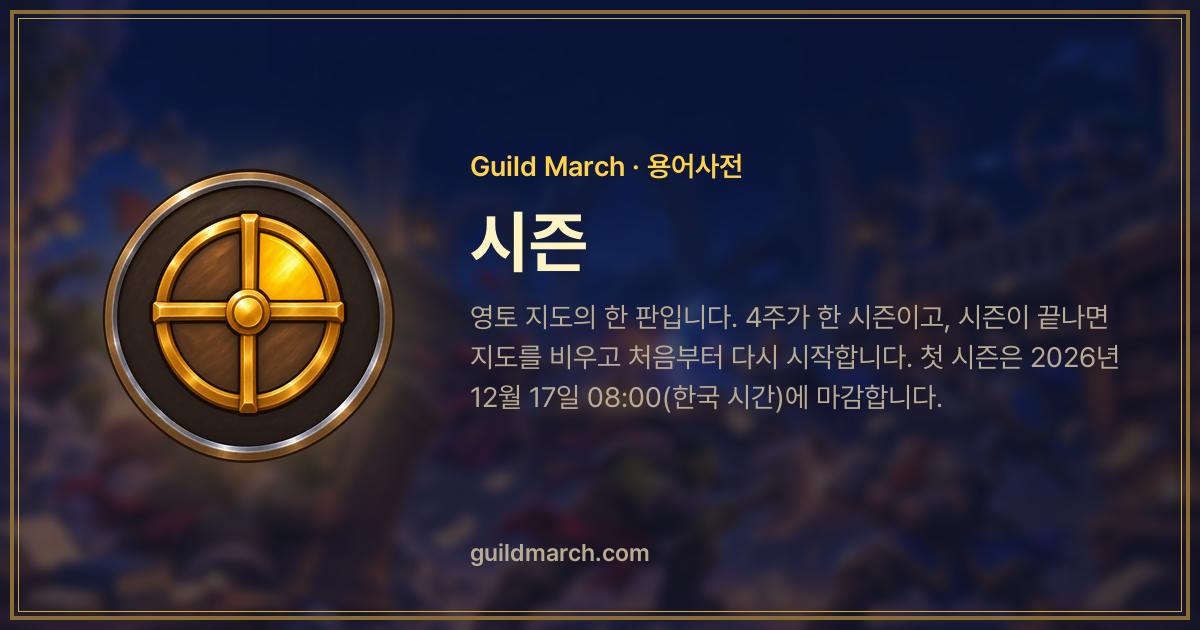 Guild March · 용어사전
시즌
영토 지도의 한 판입니다. 4주가 한 시즌이고, 시즌이 끝나면
지도를 비우고 처음부터 다시 시작합니다. 첫 시즌은 2026년
12월 17일 08:00(한국 시간)에 마감합니다.
guildmarch.com